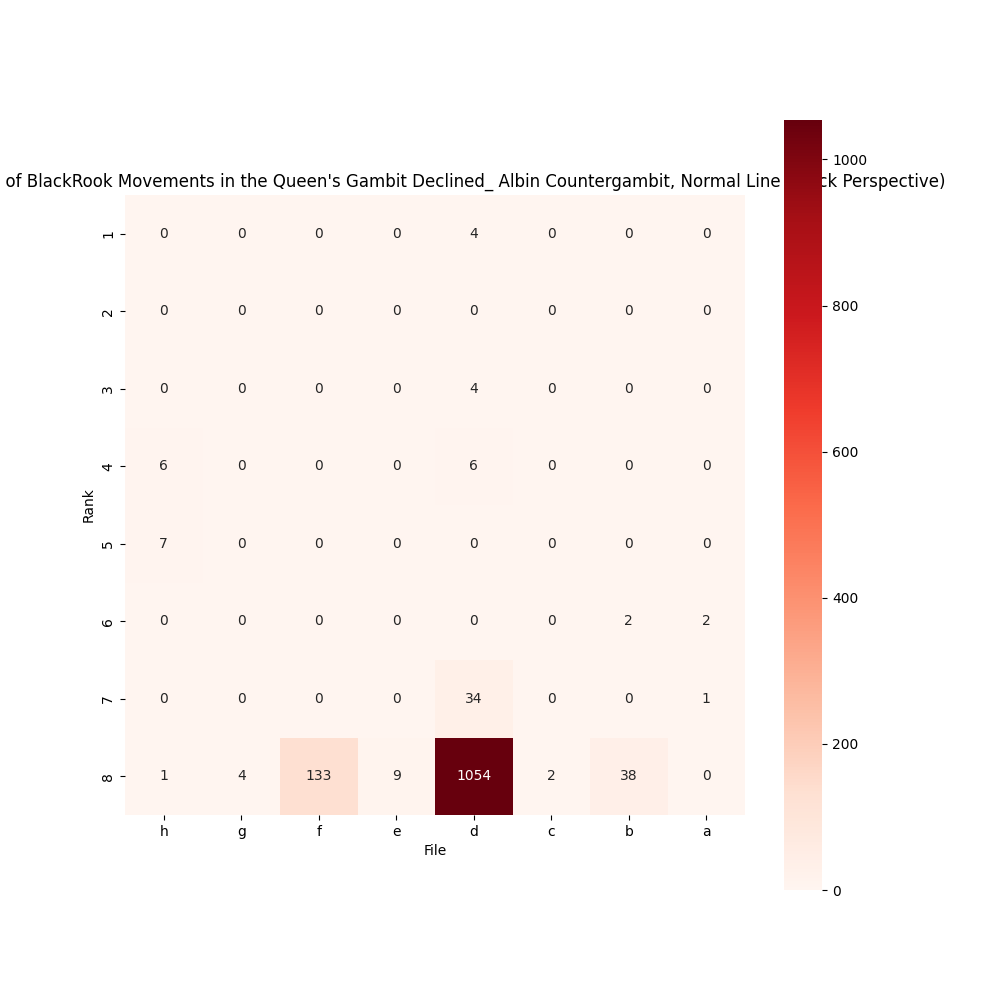 of BlackRook Movements in the Queen's Gambit Declined_ Albin Countergambit, Normal Line ck Perspective)
1 0 0 0 0 4 0 0 0
2 0 0 0 0 0 0 0 0
3 0 0 0 0 4 0 0 0
4 6 0 0 0 6 0 0 0
Rank
5 7 0 0 0 0 0 0 0
6 0 0 0 0 0 0 2 2
7 0 0 0 0 34 0 0 1
8 1 4 133 9 1054 2 38 0
h g f e d c b a
File
1000
800
600
400
200
0